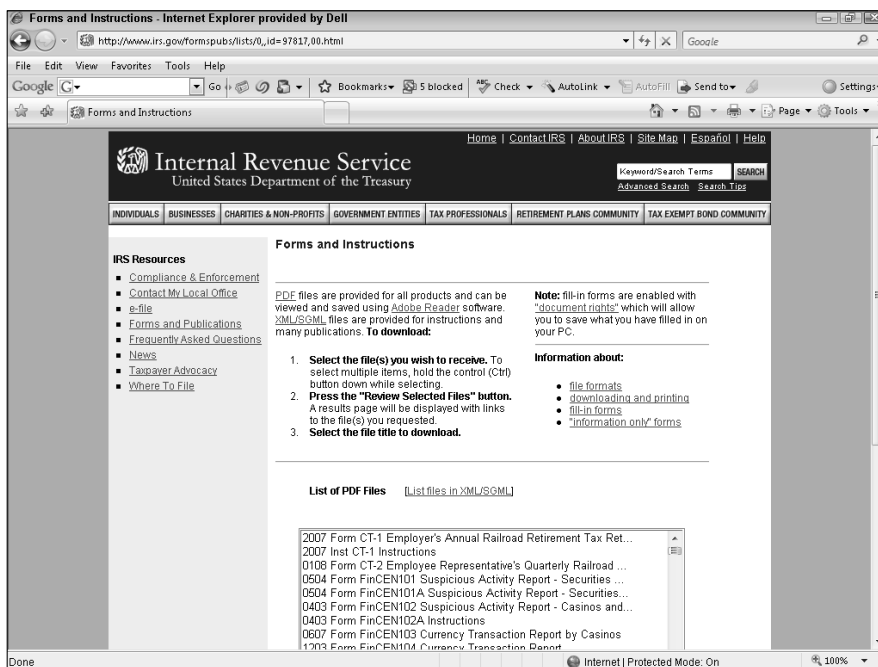 Forms and Instructions - Internet Explorer provided by Dell
http://www.irs.gov/formspubs/lists/0,,id=97817,00.html
Google
File Edit View Favorites Tools Help
Google G Go Bookmarks 5 blocked ABC Check AutoLink AutoFill Send to Settings
Forms and Instructions Page Tools
Home | Contact IRS | About IRS | Site Map | Español | Help
Internal Revenue Service
United States Department of the Treasury
Keyword/Search Terms SEARCH
Advanced Search Search Tips
INDIVIDUALS BUSINESSES CHARITIES & NON-PROFITS GOVERNMENT ENTITIES TAX PROFESSIONALS RETIREMENT PLANS COMMUNITY TAX EXEMPT BOND COMMUNITY
IRS Resources
Compliance & Enforcement
Contact My Local Office
e-file
Forms and Publications
Frequently Asked Questions
News
Taxpayer Advocacy
Where To File
Forms and Instructions
PDF files are provided for all products and can be
viewed and saved using Adobe Reader software.
XML/SGML files are provided for instructions and
many publications. To download:
1. Select the file(s) you wish to receive. To
select multiple items, hold the control (Ctrl)
button down while selecting.
2. Press the "Review Selected Files" button.
A results page will be displayed with links
to the file(s) you requested.
3. Select the file title to download.
Note: fill-in forms are enabled with
"document rights" which will allow
you to save what you have filled in on
your PC.
Information about:
file formats
downloading and printing
fill-in forms
"information only" forms
List of PDF Files [List files in XML/SGML]
2007 Form CT-1 Employer's Annual Railroad Retirement Tax Ret...
2007 Inst CT-1 Instructions
0108 Form CT-2 Employee Representative's Quarterly Railroad ...
0504 Form FinCEN101 Suspicious Activity Report - Securities ...
0504 Form FinCEN101A Suspicious Activity Report - Securities...
0403 Form FinCEN102 Suspicious Activity Report - Casinos and...
0403 Form FinCEN102A Instructions
0607 Form FinCEN103 Currency Transaction Report by Casinos
1203 Form FinCEN104 Currency Transaction Report
Done Internet | Protected Mode: On 100%